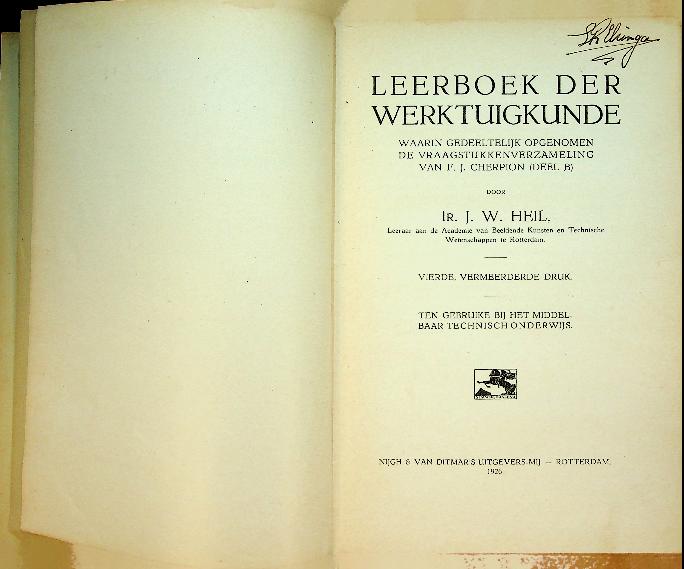 LEERBOEK DER
WERKTUIGKUNDE
WAARIN GEDEELTELIJK OPGENOMEN
DE VRAAGSTUKKENVERZAMELING
VAN F. J. CHERPION (DEEL B)
DOOR
IR. J. W. HEIL,
Leeraar aan de Academie van Beeldende Kunsten en Technische
Wetenschappen te Rotterdam.
VIERDE, VERMEERDERDE DRUK.
TEN GEBRUIKE BIJ HET MIDDEL-
BAAR TECHNISCH ONDERWIJS.
NIJGH & VAN DITMAR'S UITGEVERS-MIJ — ROTTERDAM.
1926